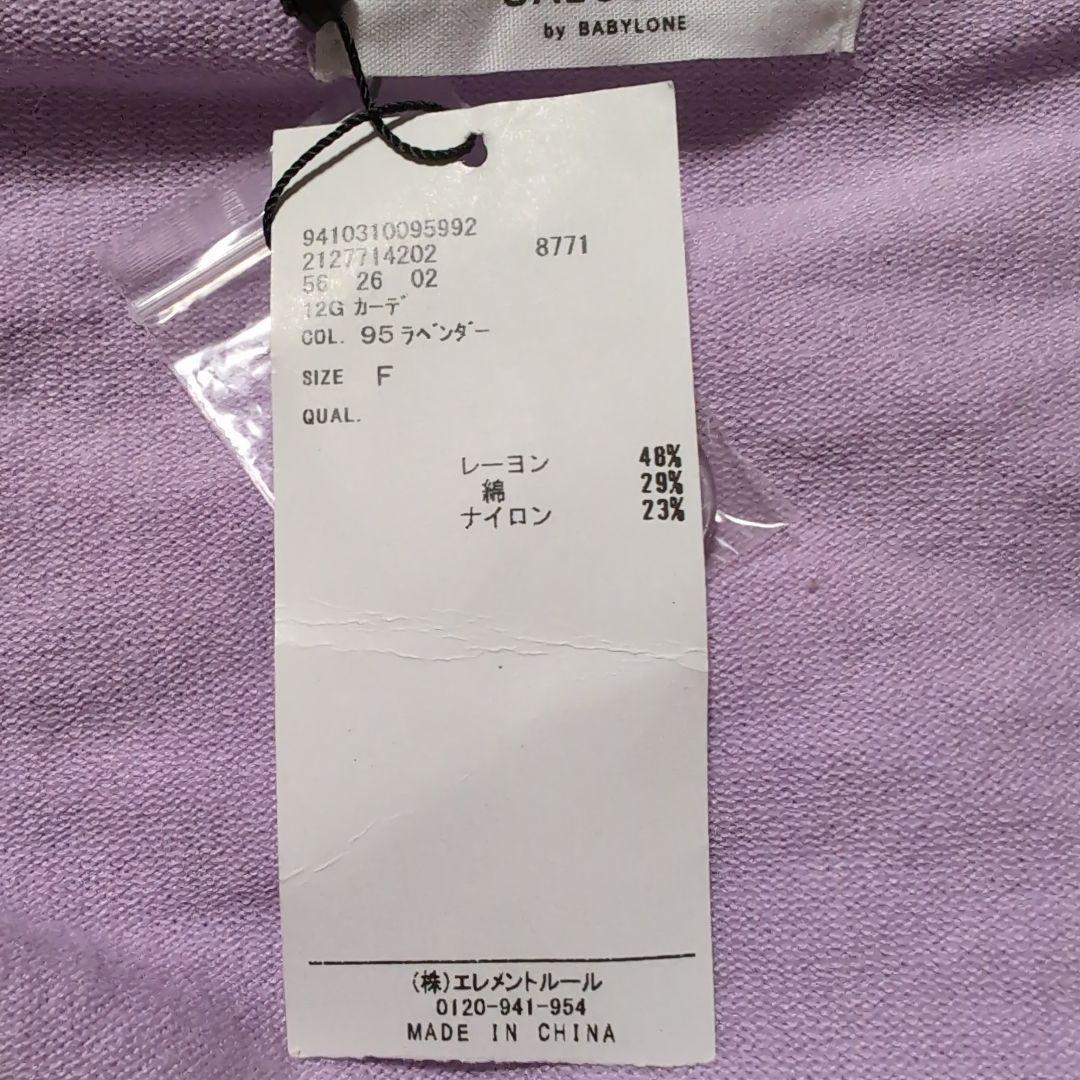 by BABYLONE
9410310095992
2127714202 8771
56 26 02
12G カーデ
COL. 95 ラベンダー
SIZE F
QUAL.
レーヨン 48%
綿 29%
ナイロン 23%
(株)エレメントルール
0120-941-954
MADE IN CHINA